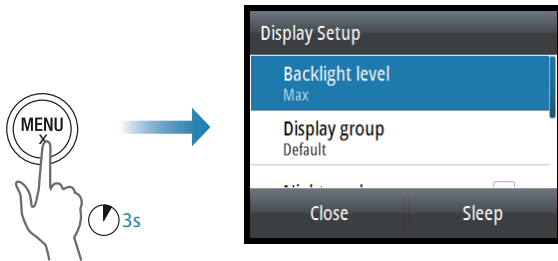 Display Setup
Backlight level
Max
MENU
X
Display group
Default
3s
Close
Sleep